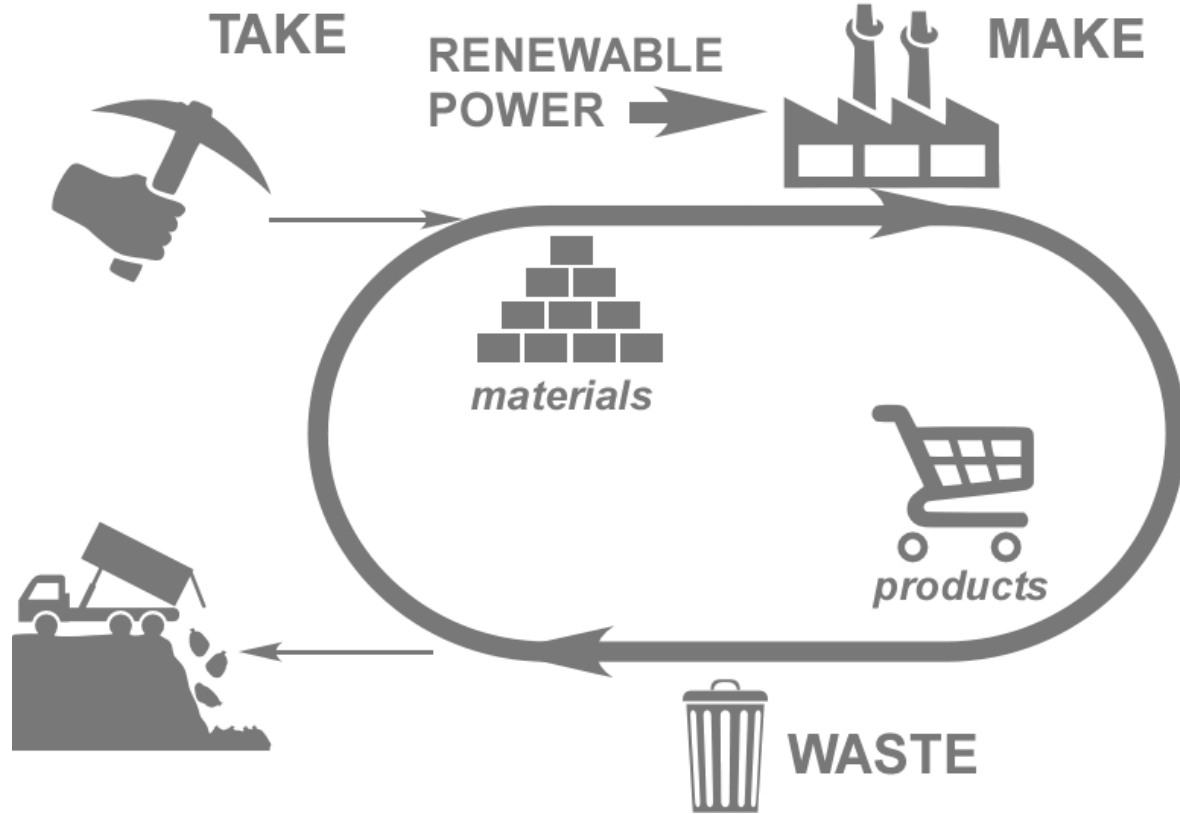 TAKE
RENEWABLE
POWER
MAKE
materials
products
WASTE